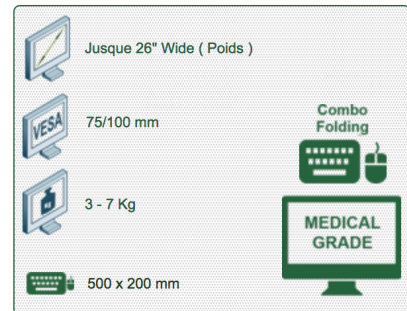 Jusque 26" Wide ( Poids )
VESA
75/100 mm
Combo
Folding
3 - 7 Kg
MEDICAL
GRADE
500 x 200 mm